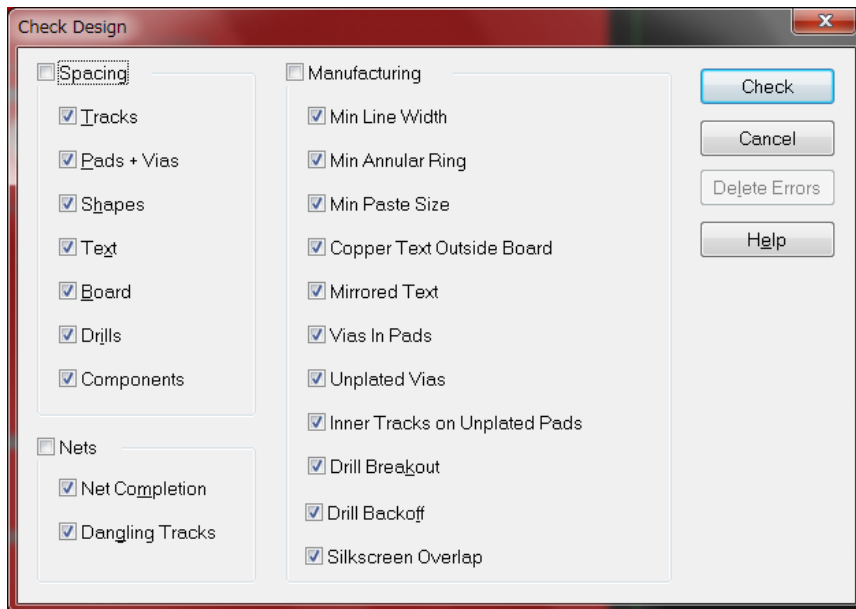 Check Design
Spacing
Tracks
Pads + Vias
Shapes
Text
Board
Drills
Components
Nets
Net Completion
Dangling Tracks
Manufacturing
Min Line Width
Min Annular Ring
Min Paste Size
Copper Text Outside Board
Mirrored Text
Vias In Pads
Unplated Vias
Inner Tracks on Unplated Pads
Drill Breakout
Drill Backoff
Silkscreen Overlap
Check
Cancel
Delete Errors
Help